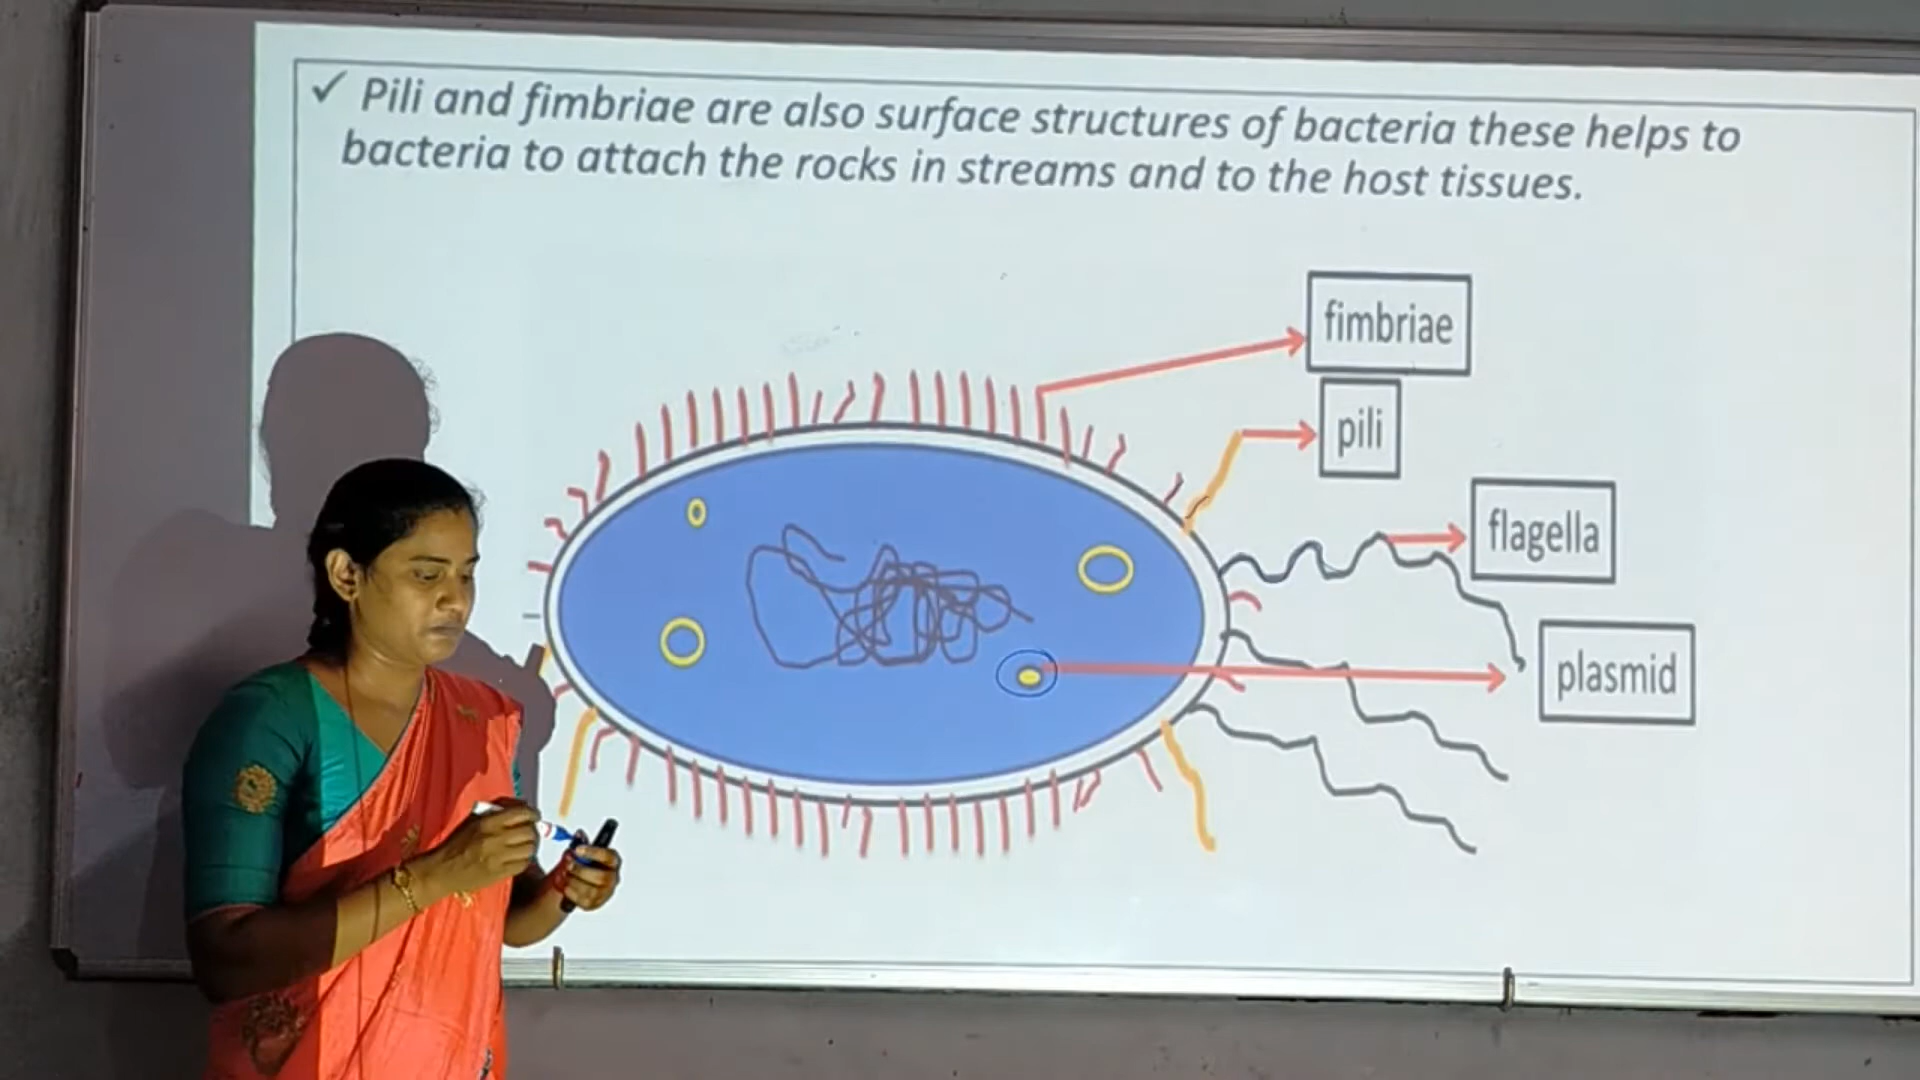 ✓ Pili and fimbriae are also surface structures of bacteria these helps to
bacteria to attach the rocks in streams and to the host tissues.
fimbriae
pili
flagella
plasmid